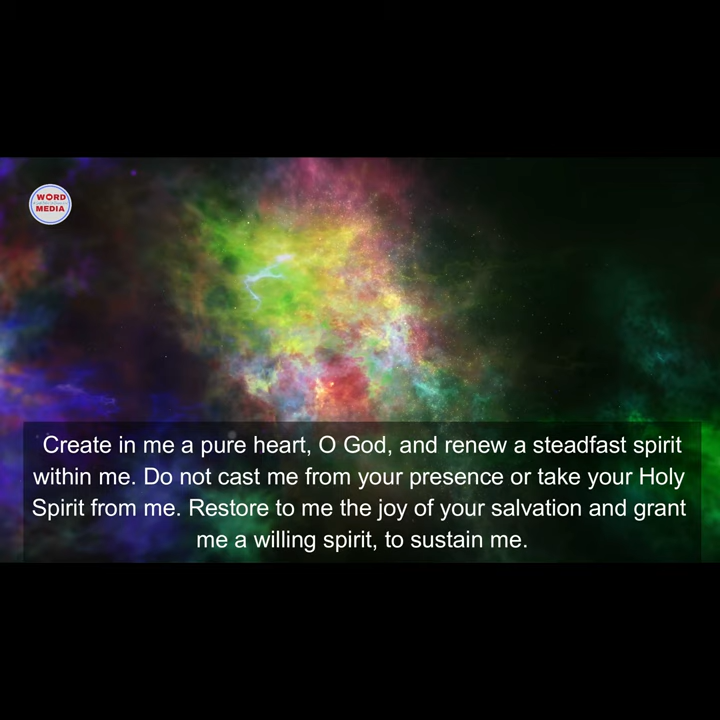 WORD
MEDIA
Create in me a pure heart, O God, and renew a steadfast spirit
within me. Do not cast me from your presence or take your Holy
Spirit from me. Restore to me the joy of your salvation and grant
me a willing spirit, to sustain me.